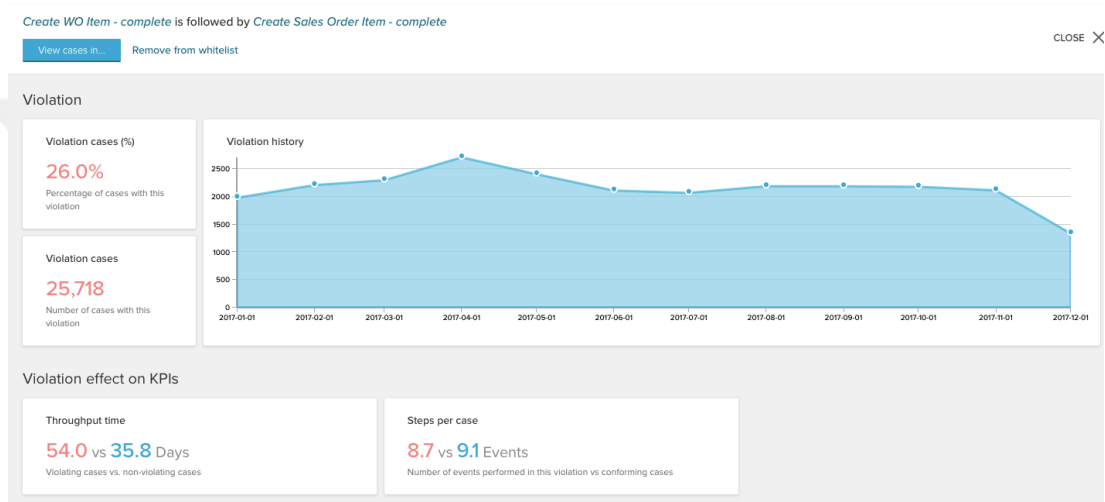 Create WO Item - complete is followed by Create Sales Order Item - complete
View cases in...
Remove from whitelist
CLOSE
Violation
Violation cases (%)
26.0%
Percentage of cases with this
violation
Violation cases
25,718
Number of cases with this
violation
Violation history
2500
2000
1500
1000
500
0
2017-01-01
2017-02-01
2017-03-01
2017-04-01
2017-05-01
2017-06-01
2017-07-01
2017-08-01
2017-09-01
2017-10-01
2017-11-01
2017-12-01
Violation effect on KPIs
Throughput time
54.0 vs 35.8 Days
Violating cases vs. non-violating cases
Steps per case
8.7 vs 9.1 Events
Number of events performed in this violation vs conforming cases